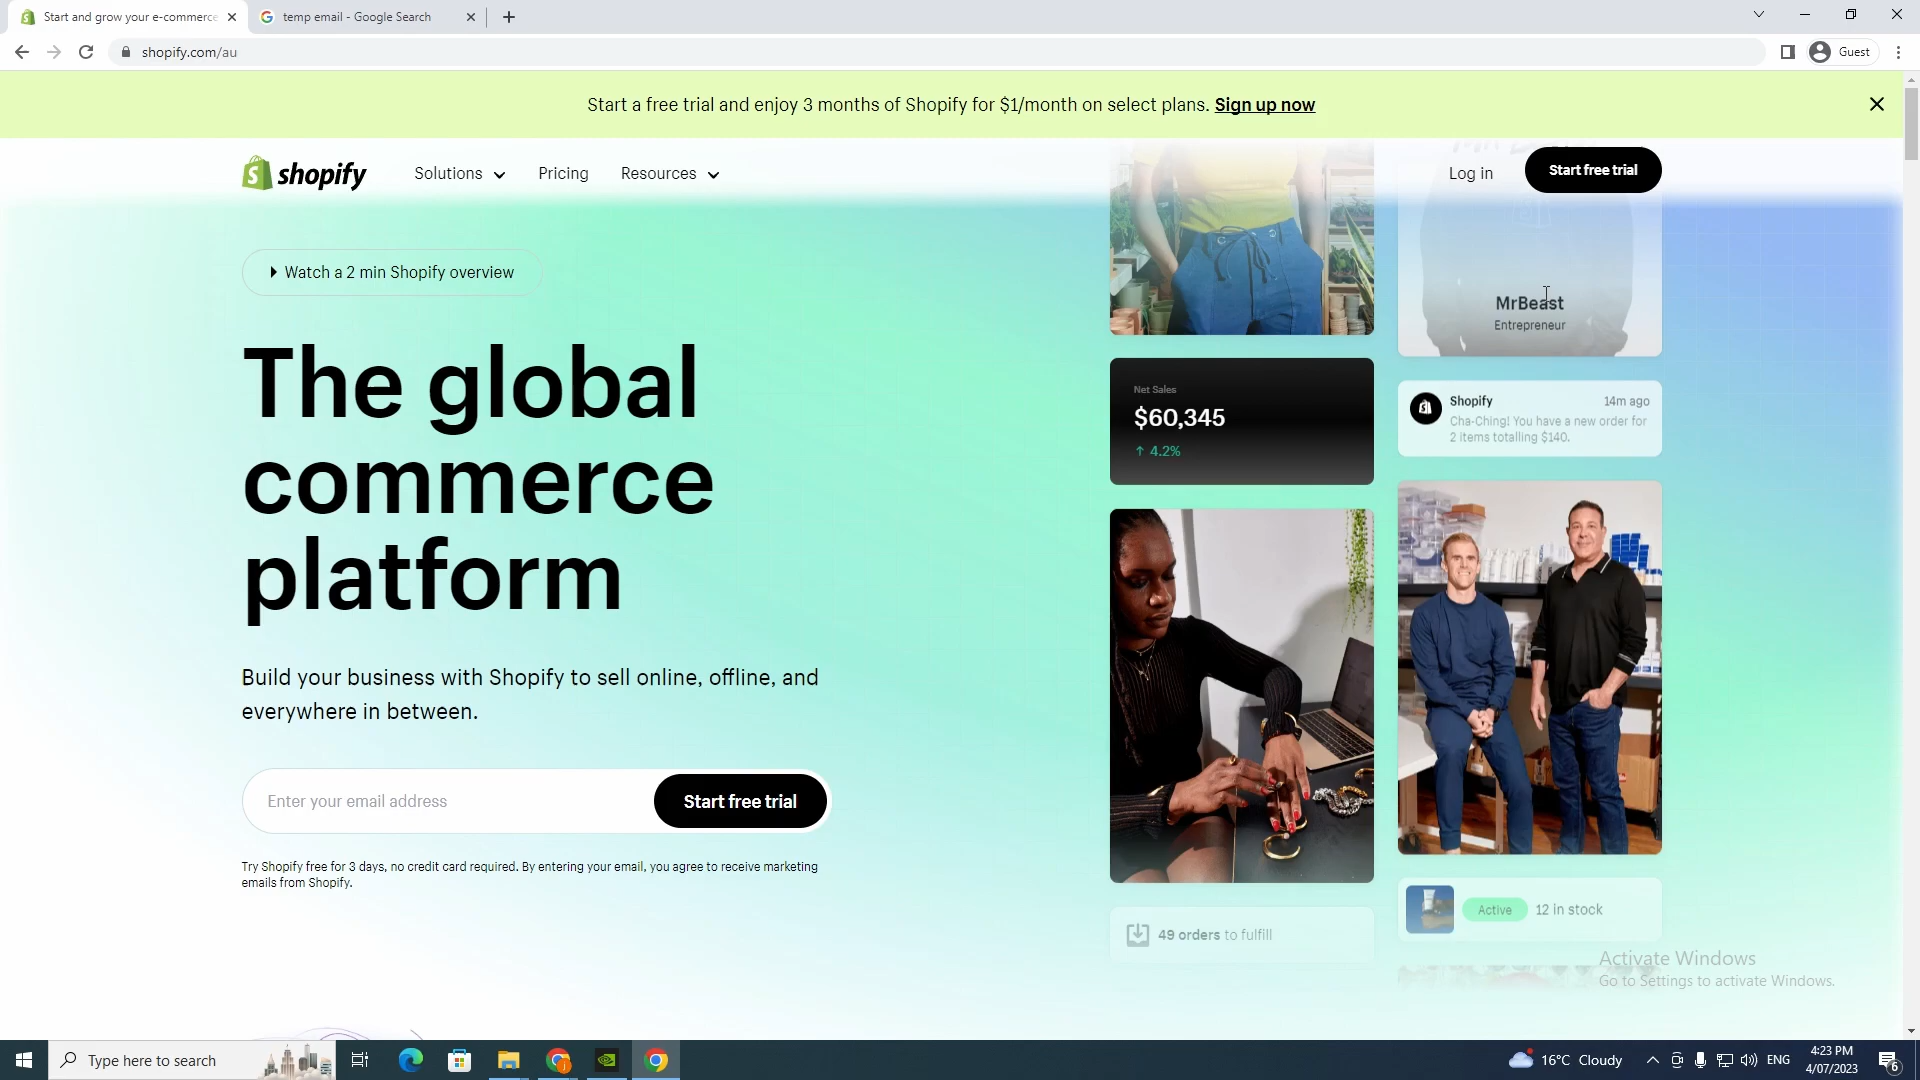 Start and grow your e-commerce
temp email - Google Search
shopify.com/au
Guest
Start a free trial and enjoy 3 months of Shopify for $1/month on select plans. Sign up now
shopify
Solutions
Pricing
Resources
Log in
Start free trial
Watch a 2 min Shopify overview
The global
commerce
platform
Build your business with Shopify to sell online, offline, and
everywhere in between.
Enter your email address
Start free trial
Try Shopify free for 3 days, no credit card required. By entering your email, you agree to receive marketing
emails from Shopify.
Net Sales
$60,345
↑ 4.2%
49 orders to fulfill
MrBeast
Entrepreneur
Shopify
14m ago
Cha-Ching! You have a new order for
2 items totalling $140.
Active
12 in stock
Activate Windows
Go to Settings to activate Windows.
Type here to search
16°C Cloudy
ENG
4:23 PM
4/07/2023
6